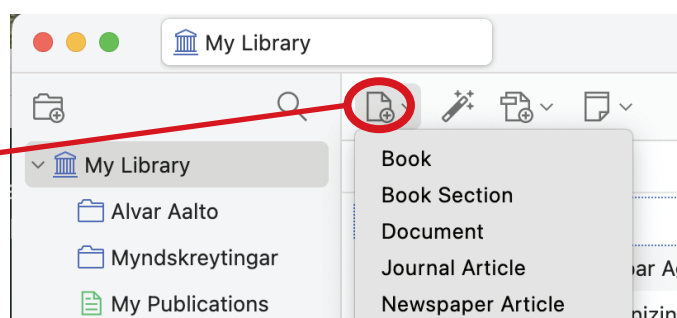 My Library
My Library
Alvar Aalto
Myndskreytingar
My Publications
Book
Book Section
Document
Journal Article
Newspaper Article